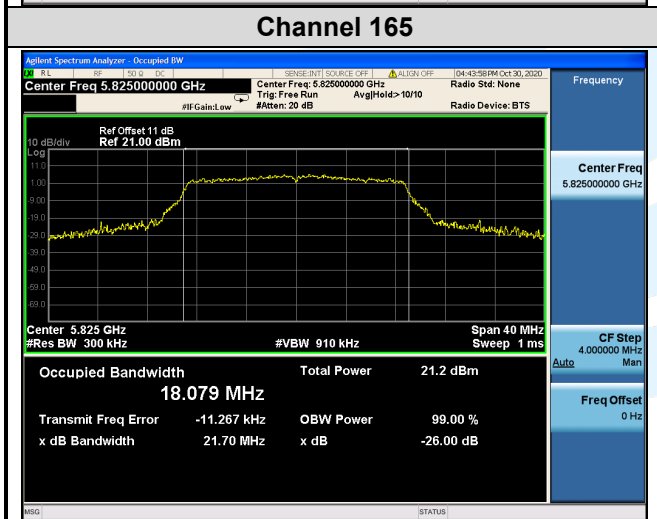 Channel 165
Agilent Spectrum Analyzer - Occupied BW
RL RF 50 Ω DC SENSE:INT SOURCE OFF ALIGN OFF 04:43:58 PM Oct 30, 2020
Center Freq 5.825000000 GHz
Center Freq: 5.825000000 GHz
Radio Std: None
Trig: Free Run Avg|Hold:>10/10
#IFGain:Low #Atten: 20 dB Radio Device: BTS
Frequency
Ref Offset 11 dB
10 dB/div Ref 21.00 dBm
Log
11.0
1.00
-9.00
-19.0
-29.0
-39.0
-49.0
-59.0
-69.0
Center Freq
5.825000000 GHz
Center 5.825 GHz Span 40 MHz
#Res BW 300 kHz #VBW 910 kHz Sweep 1 ms
CF Step
4.000000 MHz
Auto Man
Freq Offset
0 Hz
Occupied Bandwidth Total Power 21.2 dBm
18.079 MHz
Transmit Freq Error -11.267 kHz OBW Power 99.00 %
x dB Bandwidth 21.70 MHz x dB -26.00 dB
MSG STATUS